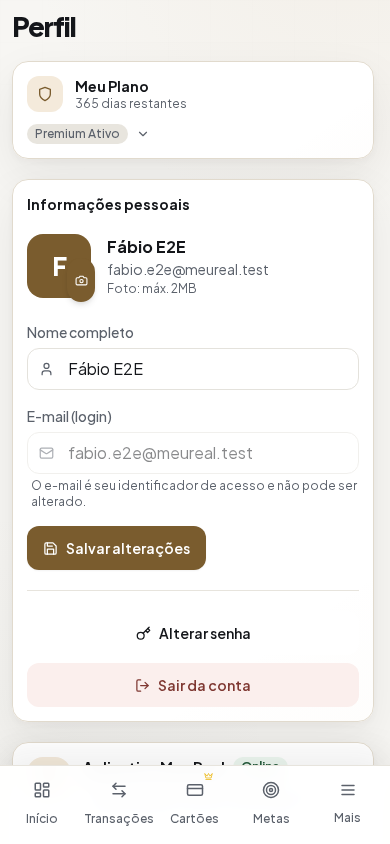 Perfil
Meu Plano
365 dias restantes
Premium Ativo
Informações pessoais
F
Fábio E2E
fabio.e2e@meureal.test
Foto: máx. 2MB
Nome completo
Fábio E2E
E-mail (login)
fabio.e2e@meureal.test
O e-mail é seu identificador de acesso e não pode ser
alterado.
Salvar alterações
Alterar senha
Sair da conta
Início
Transações
Cartões
Metas
Mais